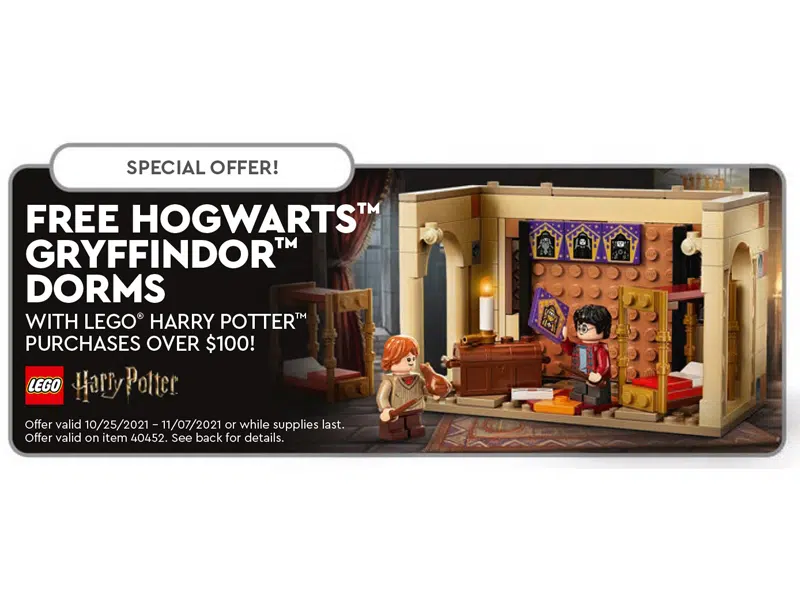 SPECIAL OFFER!
FREE HOGWARTS™
GRYFFINDOR™
DORMS
WITH LEGO® HARRY POTTER™
PURCHASES OVER $100!
LEGO Harry Potter
Offer valid 10/25/2021 – 11/07/2021 or while supplies last.
Offer valid on item 40452. See back for details.